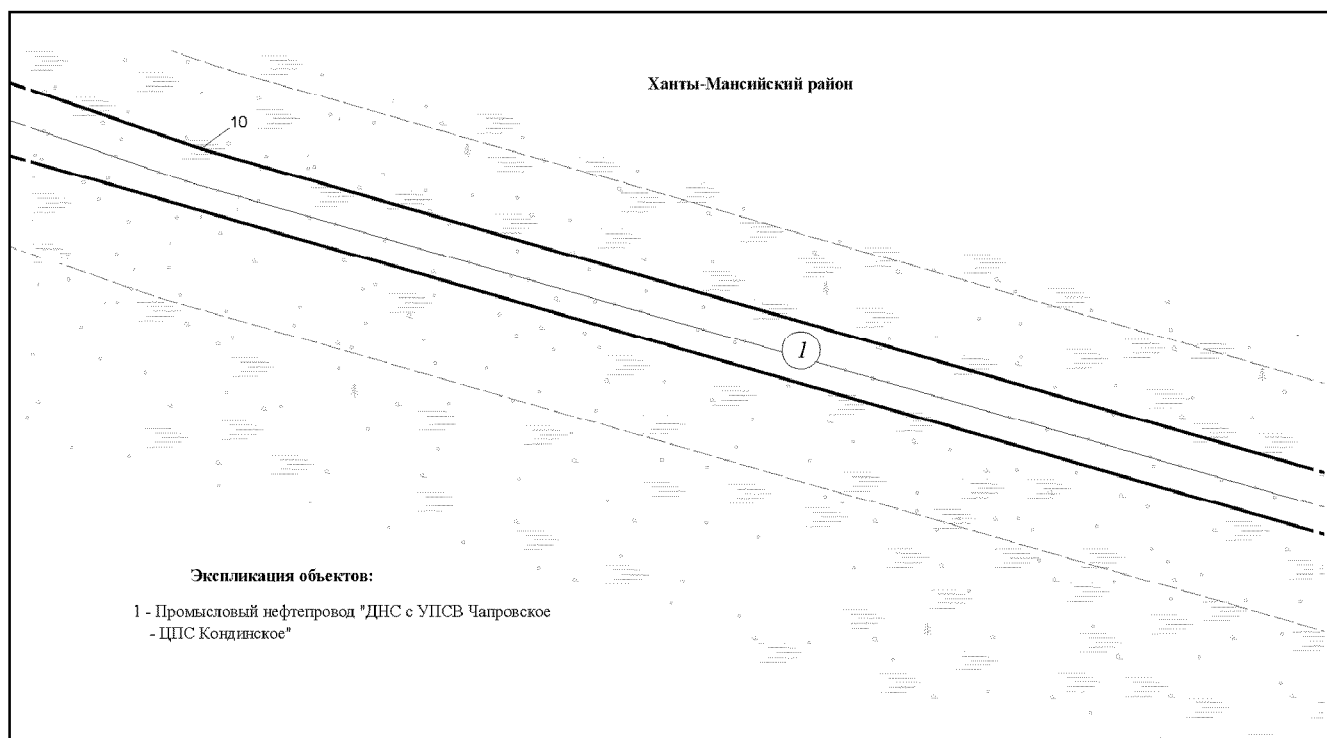 Ханты-Мансийский район
10
1
Экспликация объектов:
1 - Промысловый нефтепровод "ДНС с УПСВ Чапровское
- ЦПС Кондинское"